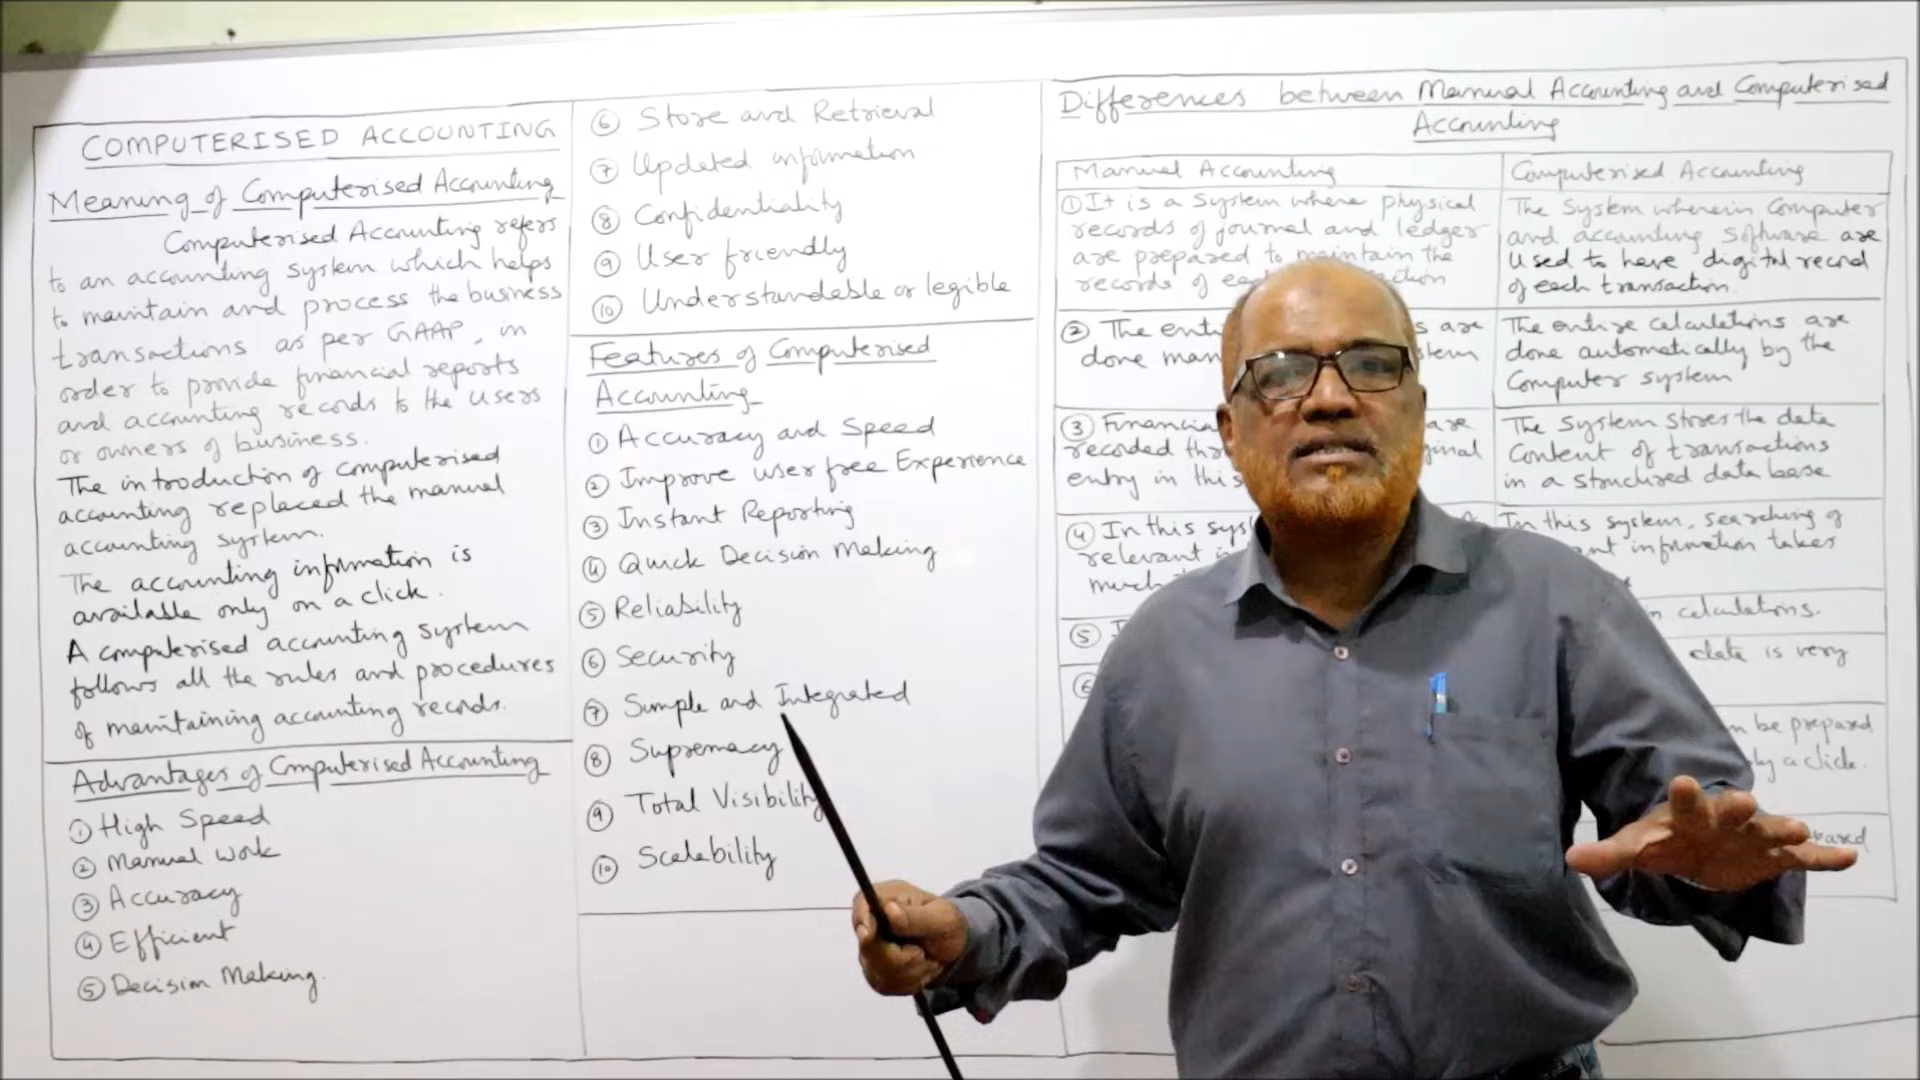 COMPUTERISED ACCOUNTING
Meaning of Computerised Accounting
Computerised Accounting refers
to an accounting system which helps
to maintain and process the business
transactions as per GAAP, in
order to provide financial reports
and accounting records to the users
or owners of business.
The introduction of computerised
accounting replaced the manual
accounting system.
The accounting information is
available only on a click.
A computerised accounting system
follows all the rules and procedures
of maintaining accounting records.
Advantages of Computerised Accounting
① High Speed
② Manual work
③ Accuracy
④ Efficient
⑤ Decision Making.
⑥ Store and Retrieval
⑦ Updated information
⑧ Confidentiality
⑨ User friendly
⑩ Understandable or legible
Features of Computerised
Accounting
① Accuracy and Speed
② Improve user free Experience
③ Instant Reporting
④ Quick Decision Making
⑤ Reliability
⑥ Security
⑦ Simple and Integrated
⑧ Supremacy
⑨ Total Visibility
⑩ Scalability
Differences between Manual Accounting and Computerised
Accounting
Manual Accounting
① It is a System where physical
records of journal and ledger
are prepared to maintain the
records of
② The are
done
③ are
recorded
entry in this
④ In this
relevant
much
⑤
⑥
Computerised Accounting
The System wherein Computer
and accounting Software are
used to have digital record
of each transaction.
The entire calculations are
done automatically by the
Computer system
The System stores the data
Content of transactions
in a structured data base
In this system, searching of
information takes
in calculations.
data is very
be prepared
by a click.